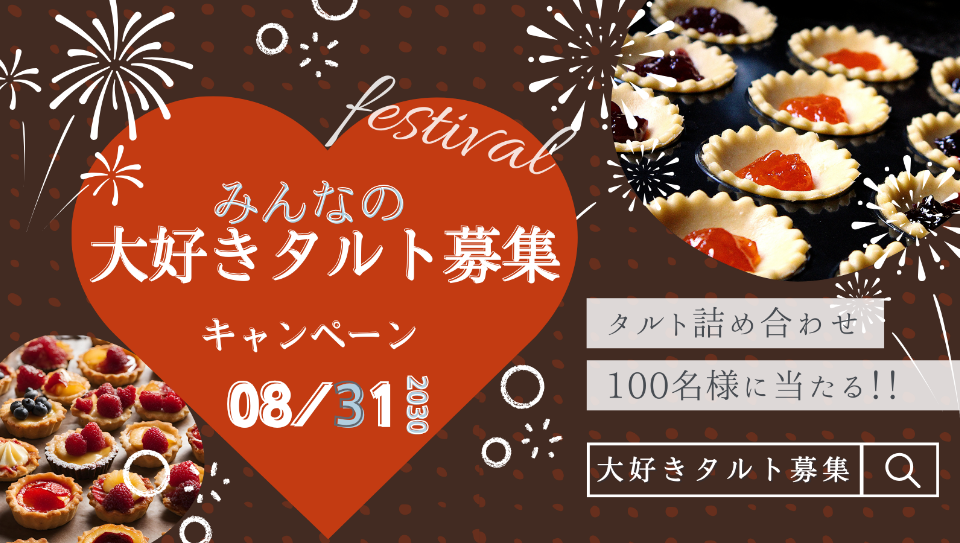 festival
みんなの
大好きタルト募集
キャンペーン
08/31 2030
タルト詰め合わせ
100名様に当たる!!
大好きタルト募集